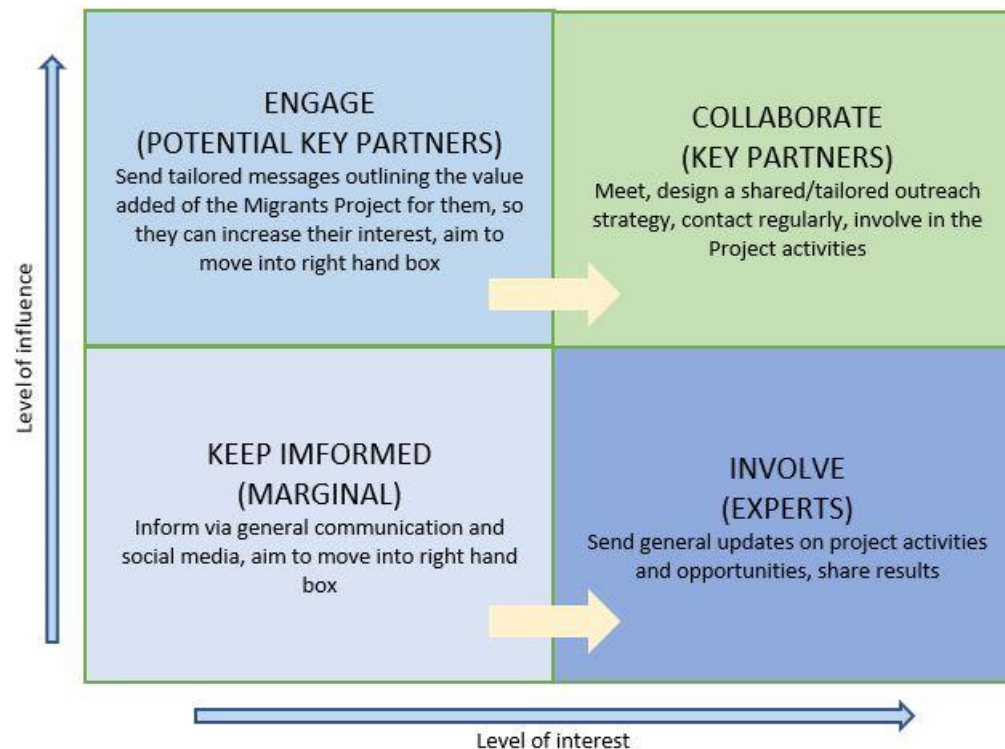 ENGAGE
(POTENTIAL KEY PARTNERS)
Send tailored messages outlining the value
added of the Migrants Project for them, so
they can increase their interest, aim to
move into right hand box
COLLABORATE
(KEY PARTNERS)
Meet, design a shared/tailored outreach
strategy, contact regularly, involve in the
Project activities
Level of influence
KEEP IMFORMED
(MARGINAL)
Inform via general communication and
social media, aim to move into right hand
box
INVOLVE
(EXPERTS)
Send general updates on project activities
and opportunities, share results
Level of interest